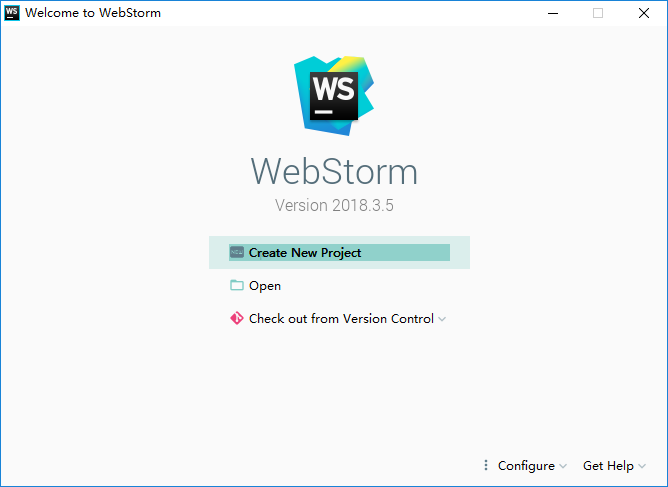 Welcome to WebStorm
WS
WebStorm
Version 2018.3.5
Create New Project
Open
Check out from Version Control
Configure
Get Help